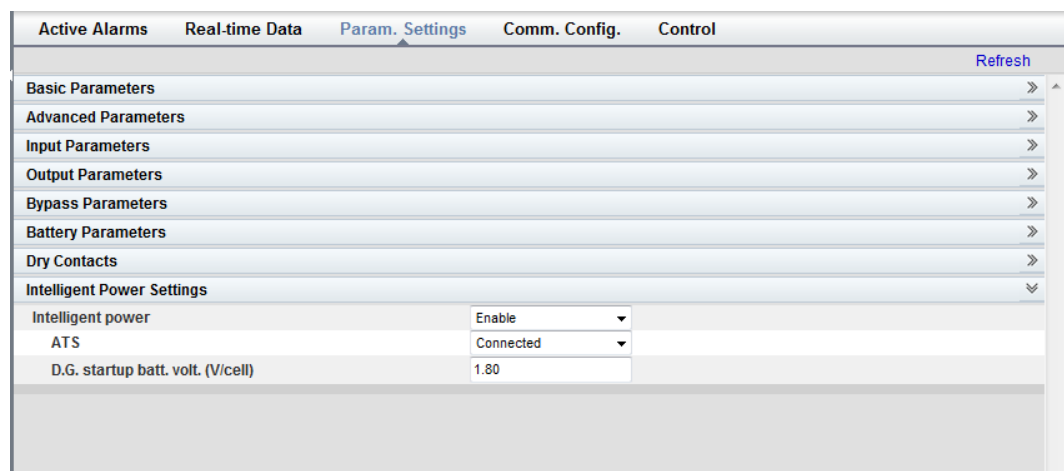 Active Alarms Real-time Data Param. Settings Comm. Config. Control
Refresh
Basic Parameters
Advanced Parameters
Input Parameters
Output Parameters
Bypass Parameters
Battery Parameters
Dry Contacts
Intelligent Power Settings
Intelligent power Enable
ATS Connected
D.G. startup batt. volt. (V/cell) 1.80